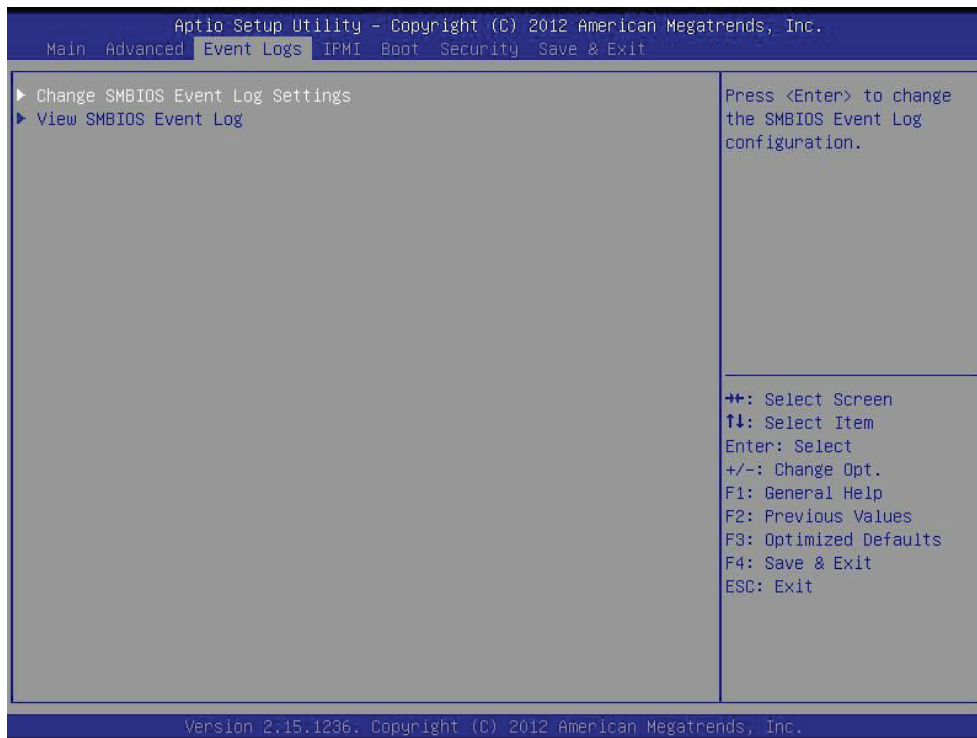 Aptio Setup Utility – Copyright (C) 2012 American Megatrends, Inc.
Main Advanced Event Logs IPMI Boot Security Save & Exit
▶ Change SMBIOS Event Log Settings
▶ View SMBIOS Event Log
Press <Enter> to change
the SMBIOS Event Log
configuration.
→←: Select Screen
↑↓: Select Item
Enter: Select
+/-: Change Opt.
F1: General Help
F2: Previous Values
F3: Optimized Defaults
F4: Save & Exit
ESC: Exit
Version 2.15.1236. Copyright (C) 2012 American Megatrends, Inc.